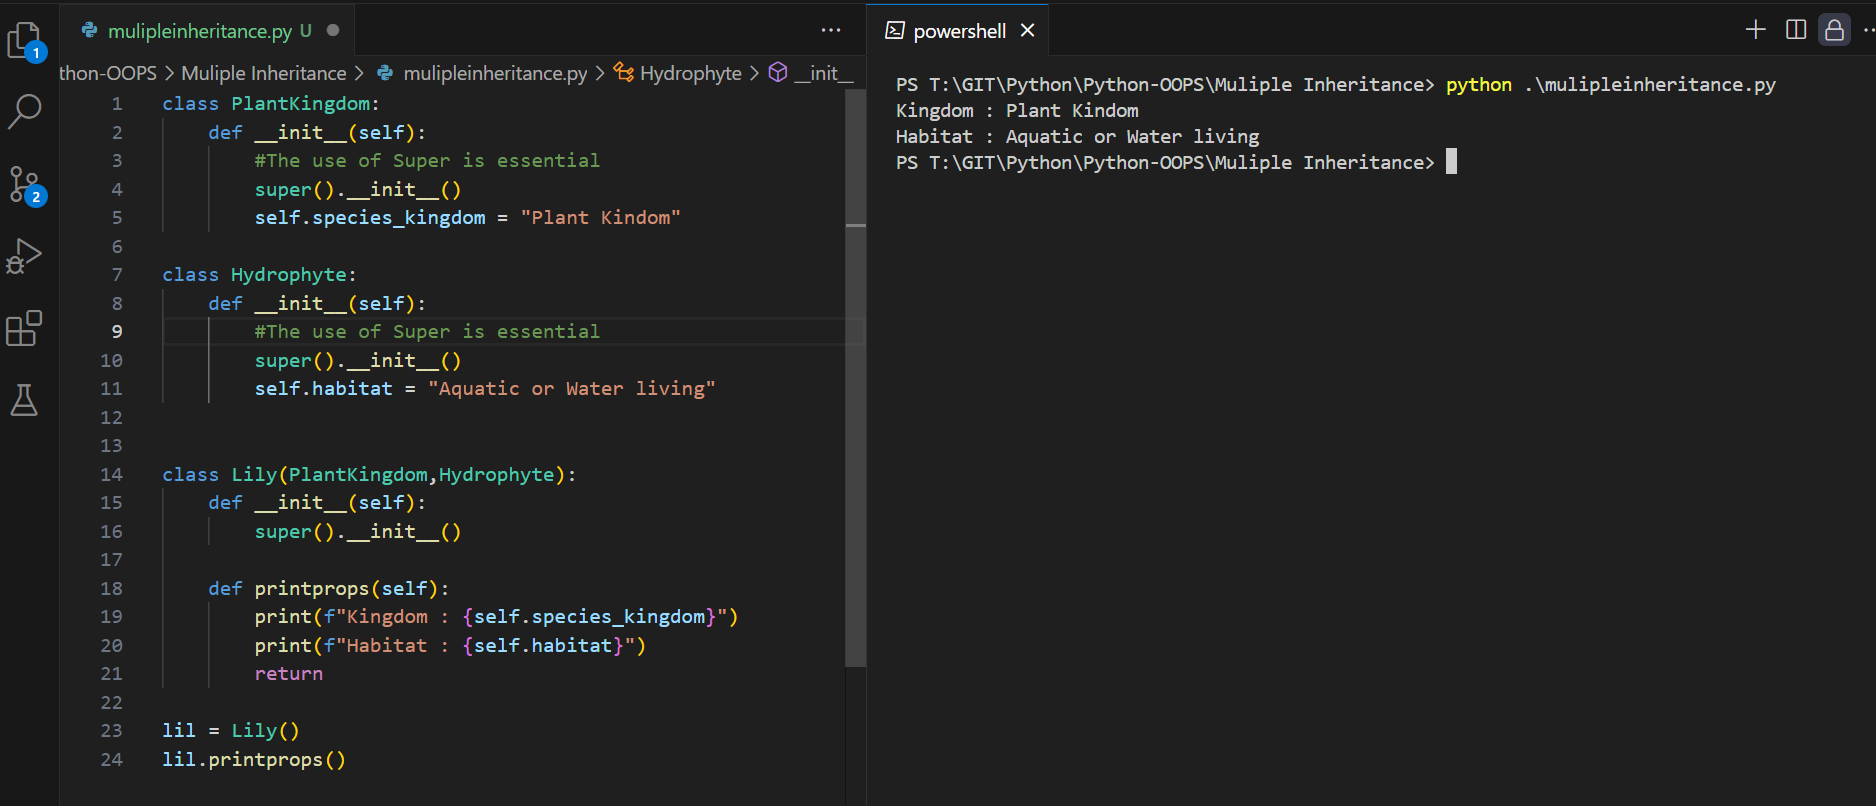 mulipleinheritance.py U
thon-OOPS > Muliple Inheritance > mulipleinheritance.py > Hydrophyte > __init__
1 class PlantKingdom:
2     def __init__(self):
3         #The use of Super is essential
4         super().__init__()
5         self.species_kingdom = "Plant Kindom"
6
7 class Hydrophyte:
8     def __init__(self):
9         #The use of Super is essential
10         super().__init__()
11         self.habitat = "Aquatic or Water living"
12
13
14 class Lily(PlantKingdom,Hydrophyte):
15     def __init__(self):
16         super().__init__()
17
18     def printprops(self):
19         print(f"Kingdom : {self.species_kingdom}")
20         print(f"Habitat : {self.habitat}")
21         return
22
23 lil = Lily()
24 lil.printprops()
1
2
powershell
PS T:\GIT\Python\Python-OOPS\Muliple Inheritance> python .\mulipleinheritance.py
Kingdom : Plant Kindom
Habitat : Aquatic or Water living
PS T:\GIT\Python\Python-OOPS\Muliple Inheritance>